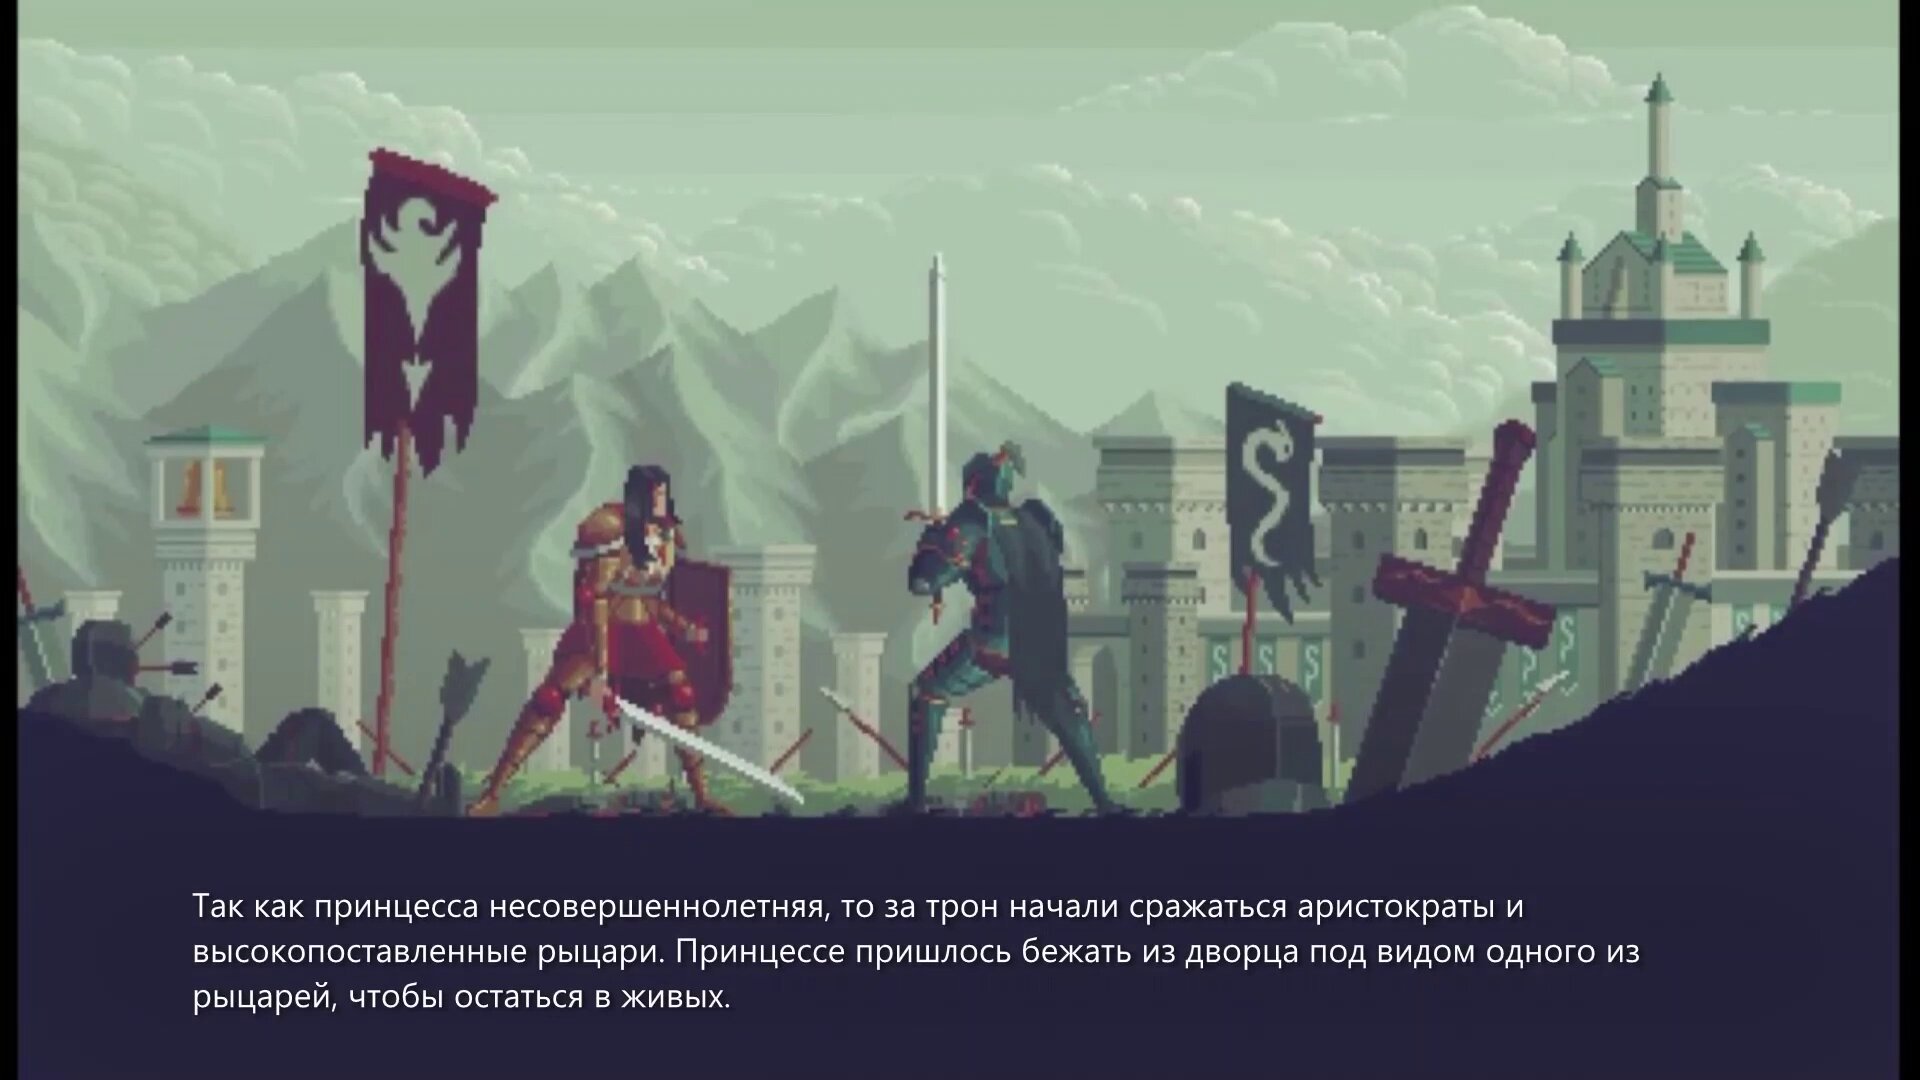 Так как принцесса несовершеннолетняя, то за трон начали сражаться аристократы и
высокопоставленные рыцари. Принцессе пришлось бежать из дворца под видом одного из
рыцарей, чтобы остаться в живых.